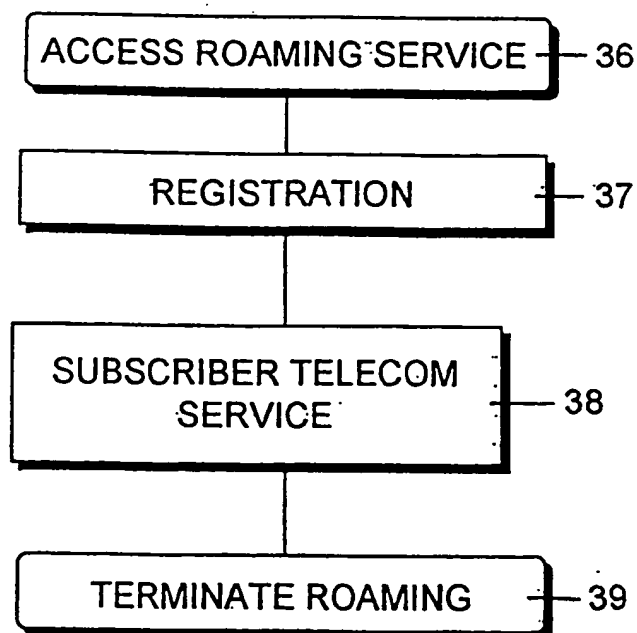 ACCESS ROAMING SERVICE 36
REGISTRATION 37
SUBSCRIBER TELECOM
SERVICE 38
TERMINATE ROAMING 39